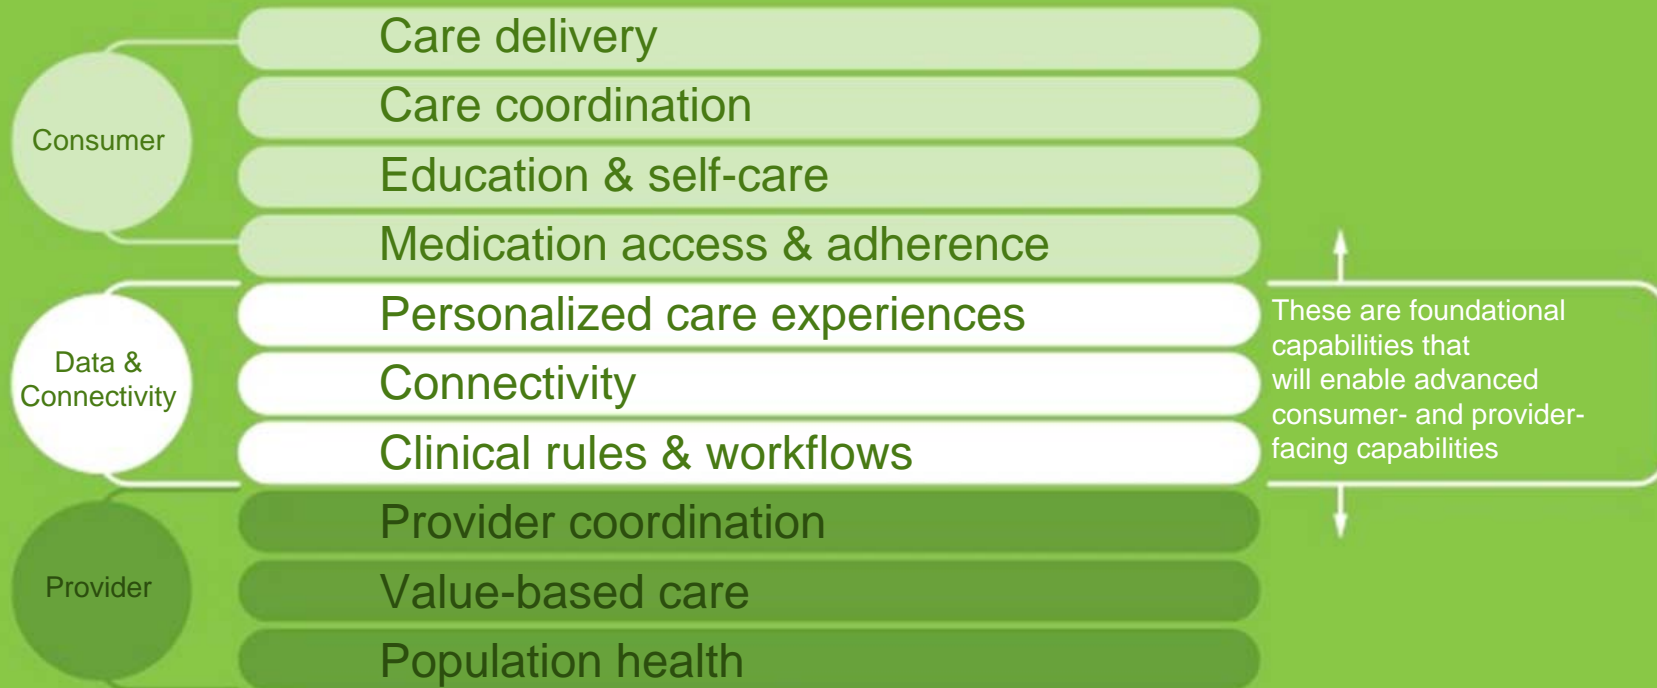 Consumer
Care delivery
Care coordination
Education & self-care
Medication access & adherence
Data &
Connectivity
Personalized care experiences
Connectivity
Clinical rules & workflows
These are foundational
capabilities that
will enable advanced
consumer- and provider-
facing capabilities
Provider
Provider coordination
Value-based care
Population health